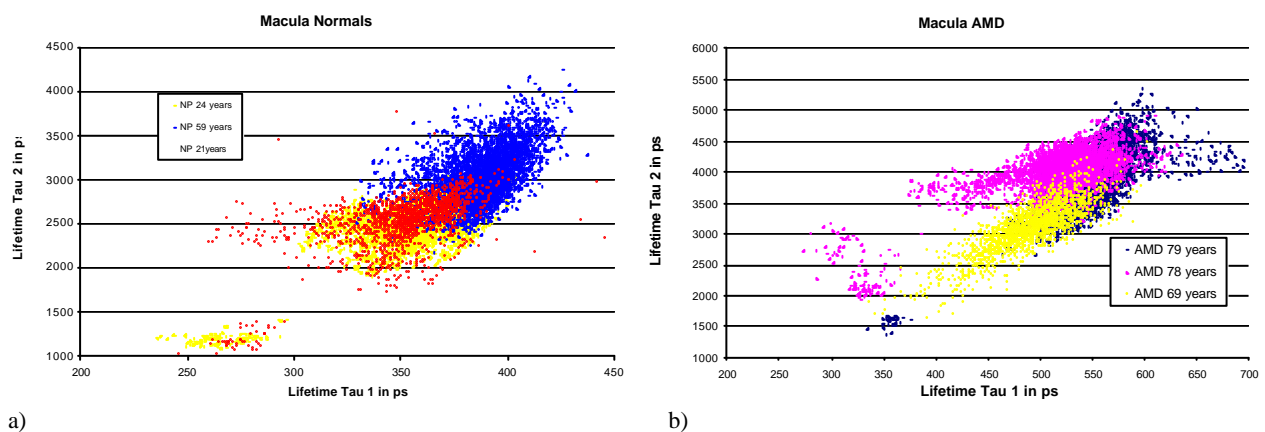 Macula Normals
4500
4000
3500
3000
2500
2000
1500
1000
Lifetime Tau 2 in p:
NP 24 years
NP 59 years
NP 21years
200 250 300 350 400 450
Lifetime Tau 1 in ps
a)
Macula AMD
6000
5500
5000
4500
4000
3500
3000
2500
2000
1500
1000
Lifetime Tau 2 in ps
AMD 79 years
AMD 78 years
AMD 69 years
200 250 300 350 400 450 500 550 600 650 700
Lifetime Tau 1 in ps
b)